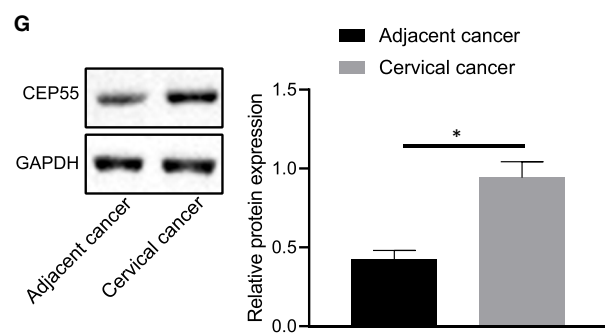 G
CEP55
GAPDH
Adjacent cancer
Cervical cancer
Adjacent cancer
Cervical cancer
Relative protein expression
1.5
1.0
0.5
0.0
*